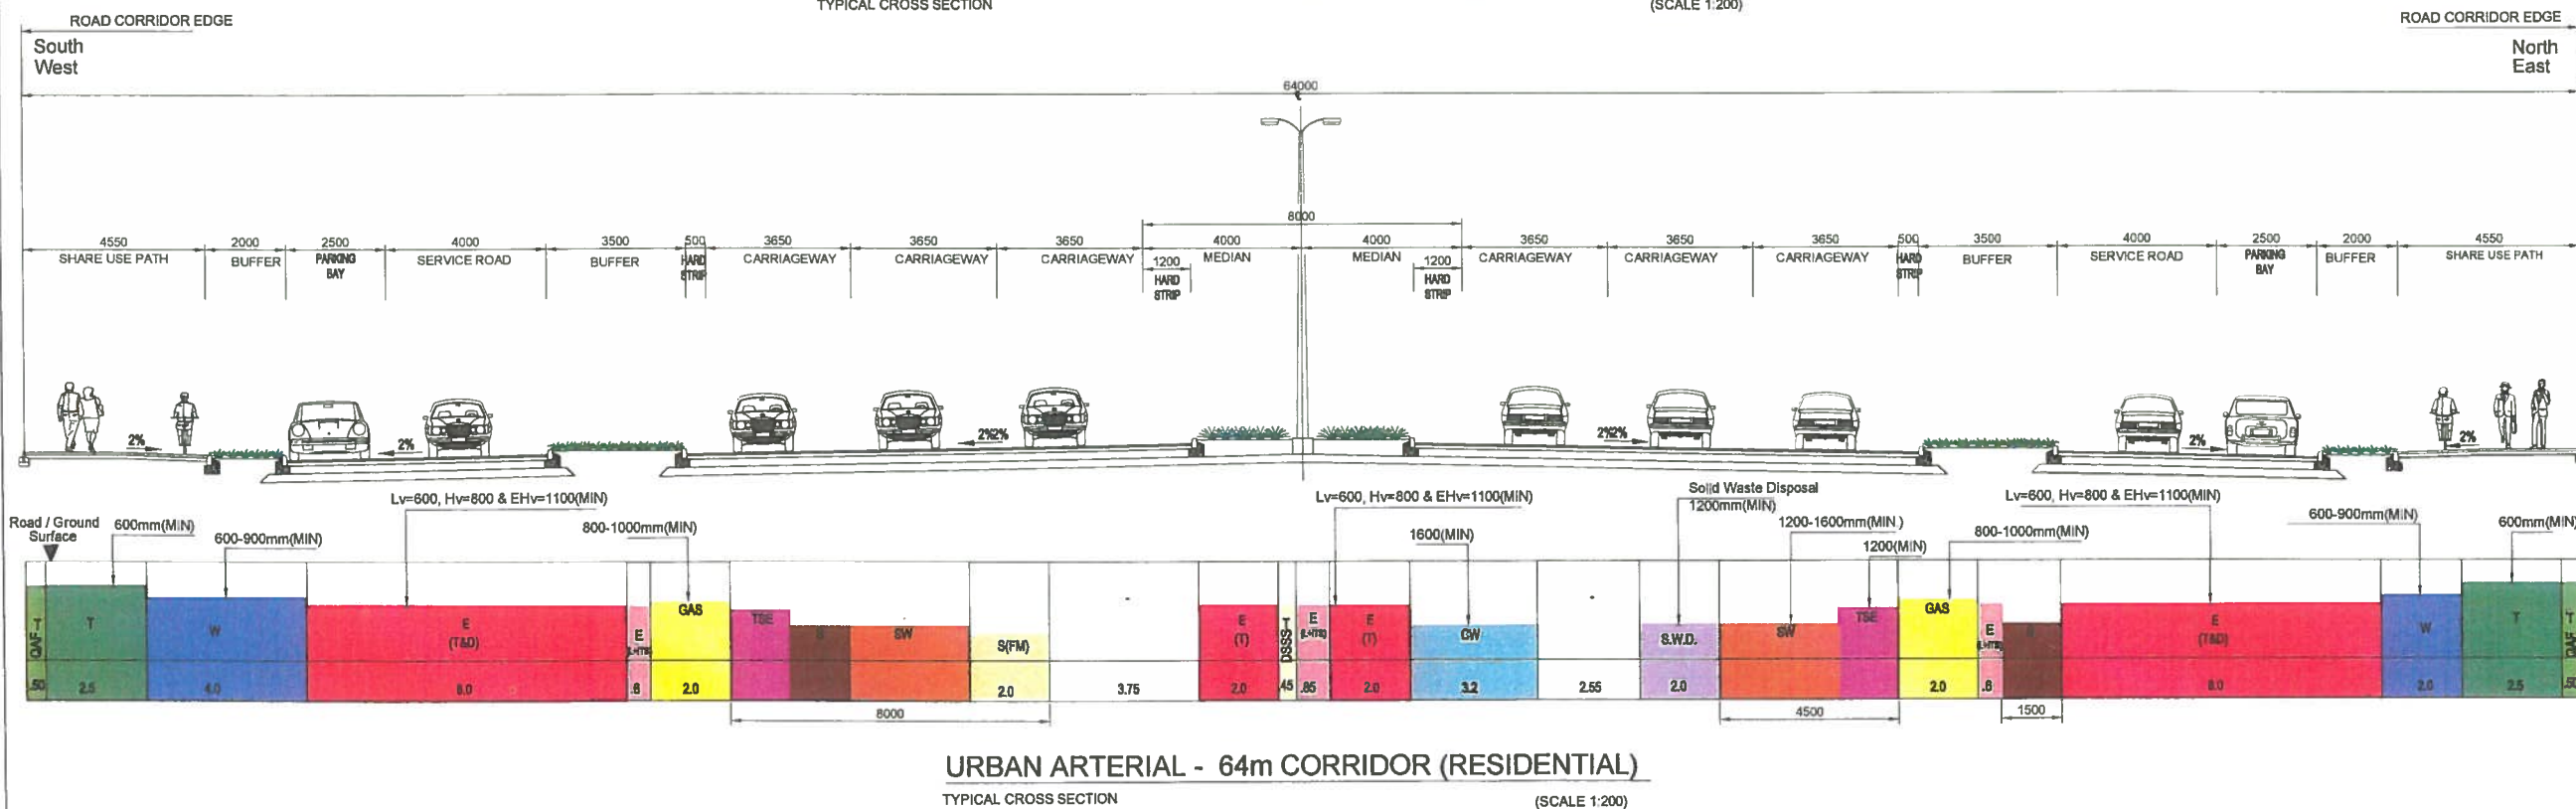 TYPICAL CROSS SECTION (SCALE 1:200)
ROAD CORRIDOR EDGE ROAD CORRIDOR EDGE
South North
West East
64000
8000
4550 2000 2500 4000 3500 500 3650 3650 3650 4000 4000 3650 3650 3650 500 3500 4000 2500 2000 4550
SHARE USE PATH BUFFER PARKING BAY SERVICE ROAD BUFFER HARD STRIP CARRIAGEWAY CARRIAGEWAY CARRIAGEWAY MEDIAN MEDIAN CARRIAGEWAY CARRIAGEWAY CARRIAGEWAY HARD STRIP BUFFER SERVICE ROAD PARKING BAY BUFFER SHARE USE PATH
1200 1200
HARD HARD
STRIP STRIP
2% 2% 2%2% 2%2% 2% 2%
Lv=600, Hv=800 & EHv=1100(MIN) Lv=600, Hv=800 & EHv=1100(MIN) Solid Waste Disposal Lv=600, Hv=800 & EHv=1100(MIN)
1200mm(MIN)
Road / Ground
Surface
600mm(MIN) 600-900mm(MIN) 800-1000mm(MIN) 1600(MIN) 1200-1600mm(MIN.) 1200(MIN) 800-1000mm(MIN) 600-900mm(MIN) 600mm(MIN)
QAF-T T W E (T&D) E GAS TSE SW S(FM) E (T) DSSS-T E (L+ITS) E (T) CW S.W.D. SW TSE GAS E W T E (T&D)
.50 2.5 4.0 8.0 .6 2.0 2.0 3.75 2.0 .45 .85 2.0 3.2 2.55 2.0 2.0 .6 8.0 2.0 2.5 .50
8000 4500 1500
URBAN ARTERIAL - 64m CORRIDOR (RESIDENTIAL)
TYPICAL CROSS SECTION (SCALE 1:200)